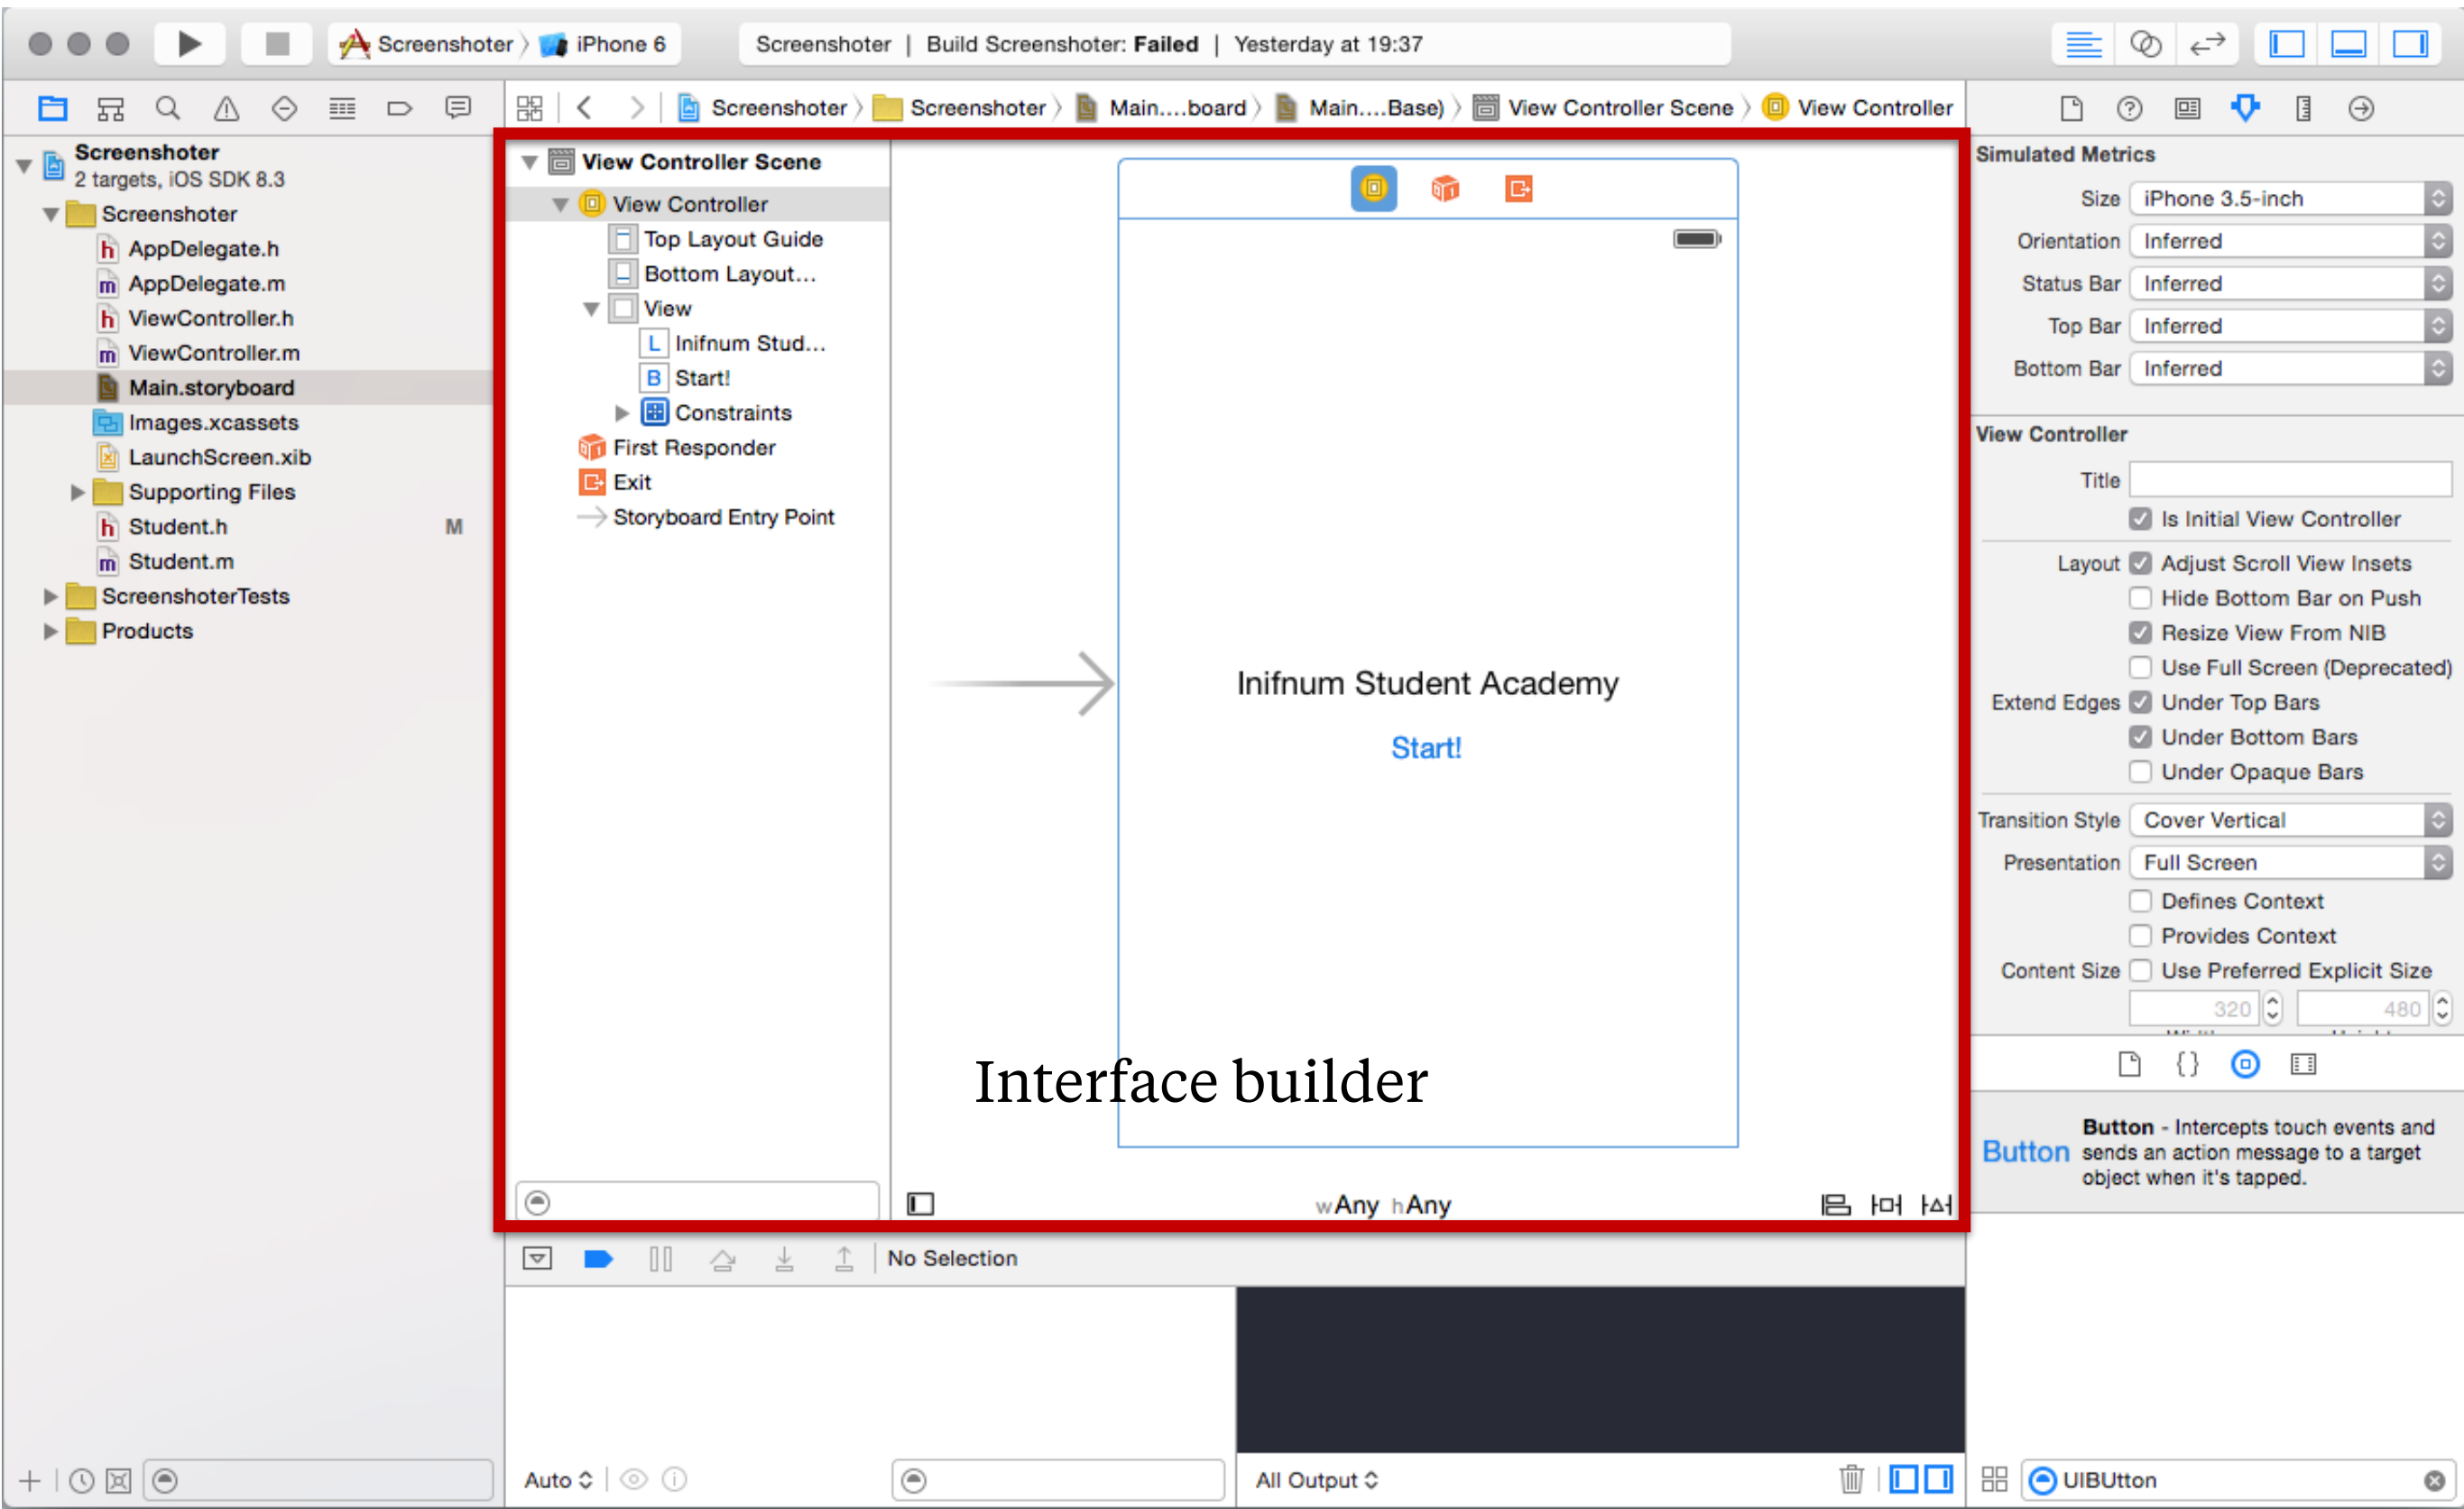 Screenshoter iPhone 6
Screenshoter | Build Screenshoter: Failed | Yesterday at 19:37
Screenshoter Screenshoter Main....board Main....Base) View Controller Scene View Controller
Screenshoter
2 targets, iOS SDK 8.3
Screenshoter
h AppDelegate.h
m AppDelegate.m
h ViewController.h
m ViewController.m
Main.storyboard
Images.xcassets
LaunchScreen.xib
Supporting Files
h Student.h M
m Student.m
ScreenshoterTests
Products
View Controller Scene
View Controller
Top Layout Guide
Bottom Layout...
View
L Inifnum Stud...
B Start!
Constraints
First Responder
Exit
Storyboard Entry Point
Inifnum Student Academy
Start!
Interface builder
wAny hAny
Simulated Metrics
Size iPhone 3.5-inch
Orientation Inferred
Status Bar Inferred
Top Bar Inferred
Bottom Bar Inferred
View Controller
Title
Is Initial View Controller
Layout Adjust Scroll View Insets
Hide Bottom Bar on Push
Resize View From NIB
Use Full Screen (Deprecated)
Extend Edges Under Top Bars
Under Bottom Bars
Under Opaque Bars
Transition Style Cover Vertical
Presentation Full Screen
Defines Context
Provides Context
Content Size Use Preferred Explicit Size
320 480
{}
Button
Button - Intercepts touch events and
sends an action message to a target
object when it's tapped.
No Selection
Auto
All Output
UIBUtton